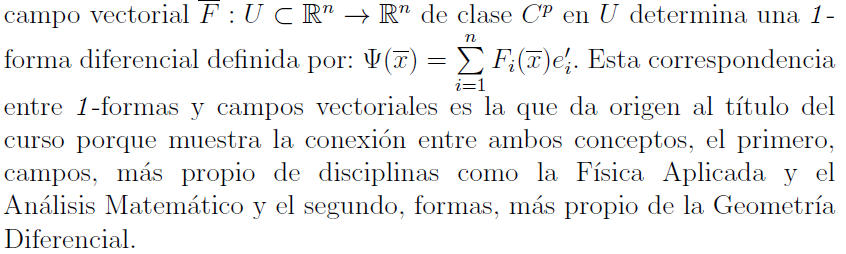 campo vectorial F̅ : U ⊂ ℝⁿ → ℝⁿ de clase Cᵖ en U determina una 1-
forma diferencial definida por: Ψ(x̅) = ∑ᵢ₌₁ⁿ Fᵢ(x̅)e′ᵢ. Esta correspondencia
entre 1-formas y campos vectoriales es la que da origen al título del
curso porque muestra la conexión entre ambos conceptos, el primero,
campos, más propio de disciplinas como la Física Aplicada y el
Análisis Matemático y el segundo, formas, más propio de la Geometría
Diferencial.